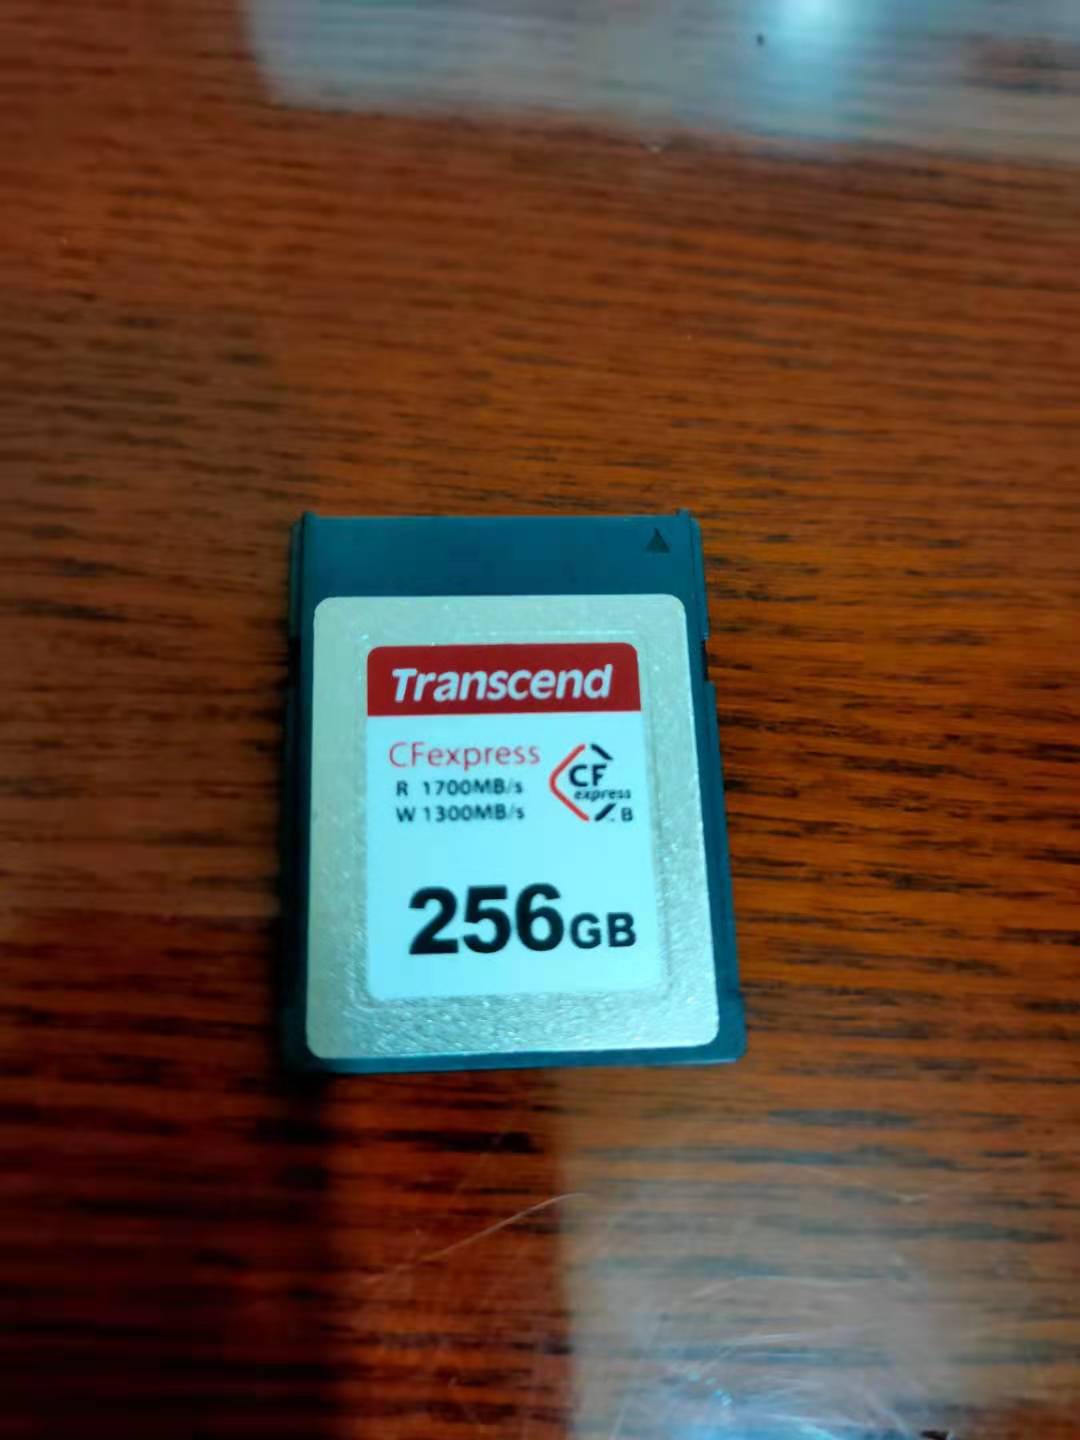 Transcend
CFexpress
R 1700MB/s
W 1300MB/s
CF
express
B
256GB